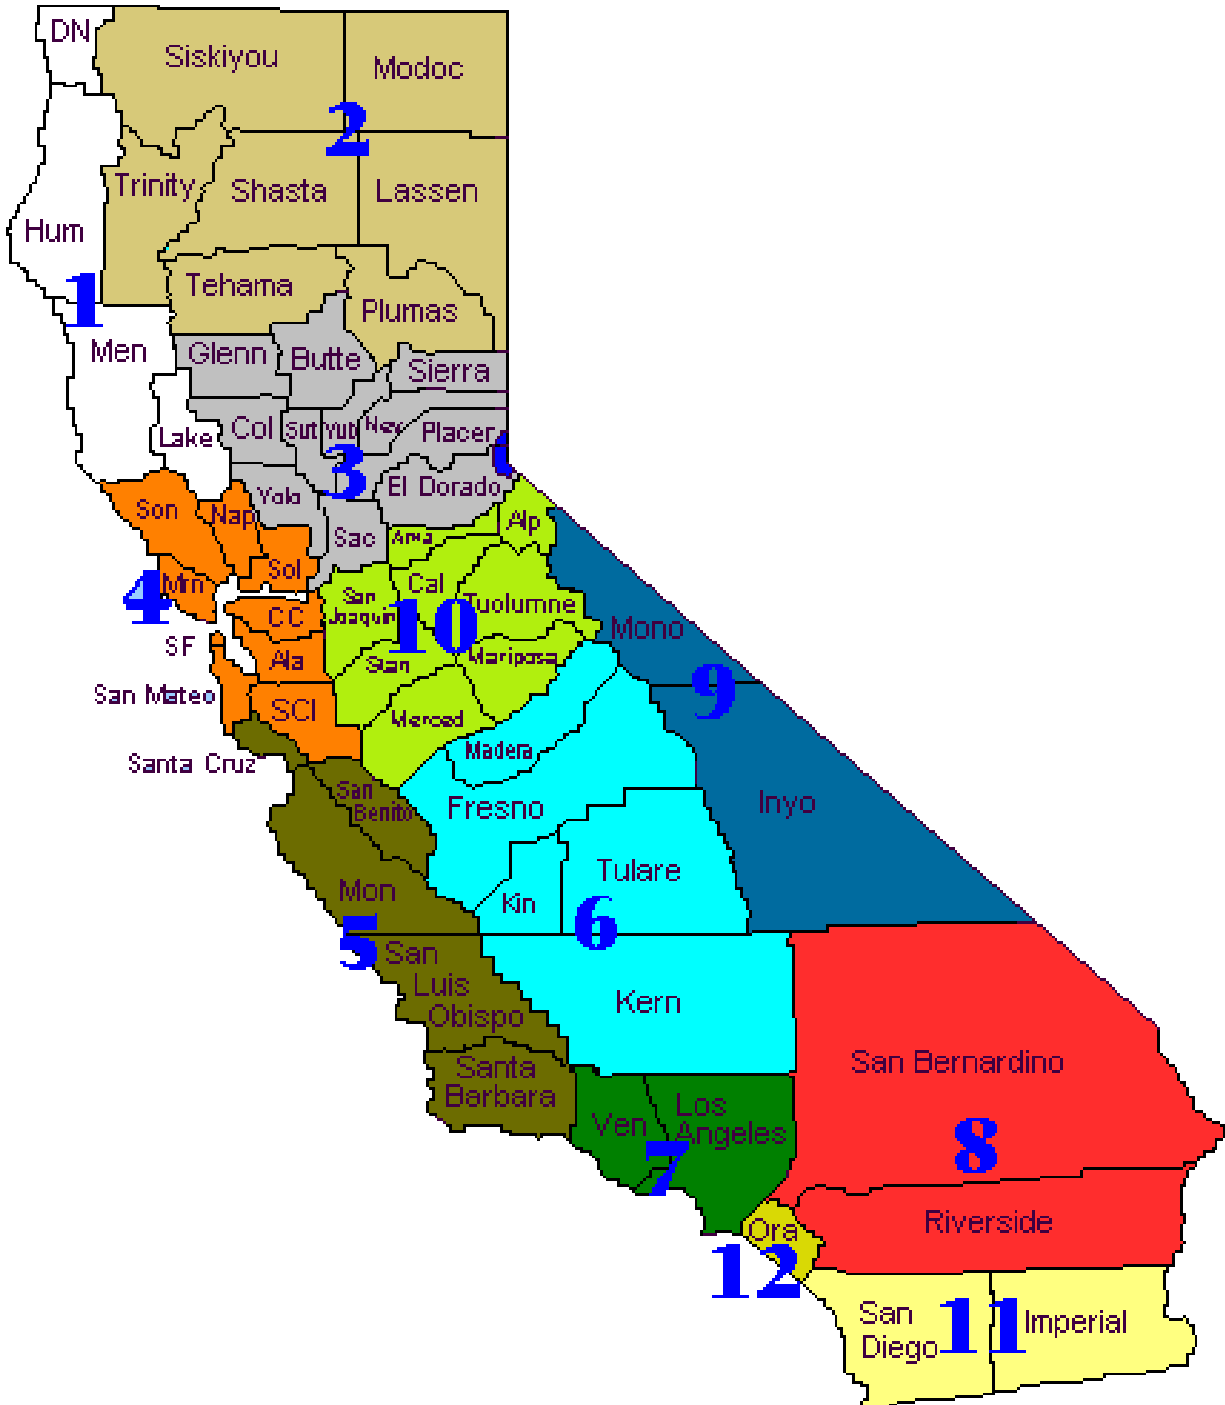 DN
Siskiyou
Modoc
2
Trinity
Shasta
Lassen
Hum
1
Tehama
Plumas
Men
Glenn
Butte
Sierra
Lake
Col
Sut
Yub
Nev
Placer
3
El Dorado
Yolo
Son
Nap
Sac
Alp
Ama
Sol
Mrn
4
Cal
San
Joaquin
10
Tuolumne
CC
Mono
SF
Ala
Stan
Mariposa
9
San Mateo
SCl
Merced
Santa Cruz
Madera
San
Benito
Fresno
Inyo
Mon
Kin
Tulare
6
5
San
Luis
Obispo
Kern
Santa
Barbara
San Bernardino
Ven
Los
Angeles
7
8
Ora
Riverside
12
San
Diego
11
Imperial